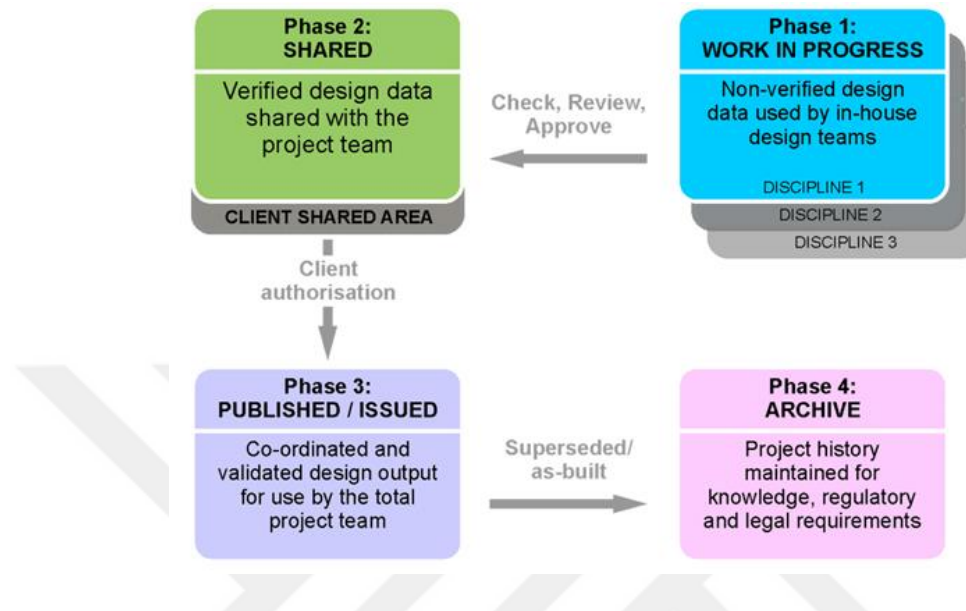 Phase 2:
SHARED
Verified design data
shared with the
project team
CLIENT SHARED AREA
Check, Review,
Approve
Phase 1:
WORK IN PROGRESS
Non-verified design
data used by in-house
design teams
DISCIPLINE 1
DISCIPLINE 2
DISCIPLINE 3
Client
authorisation
Phase 3:
PUBLISHED / ISSUED
Co-ordinated and
validated design output
for use by the total
project team
Superseded/
as-built
Phase 4:
ARCHIVE
Project history
maintained for
knowledge, regulatory
and legal requirements